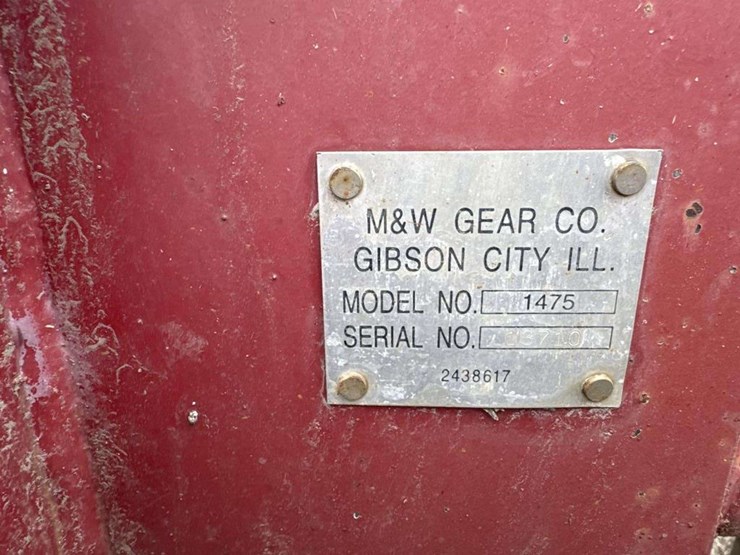 M&W GEAR CO.
GIBSON CITY ILL.
MODEL NO. 1475
SERIAL NO.
2438617